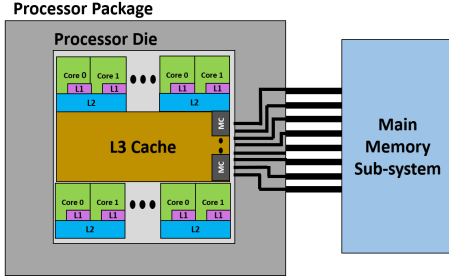 Processor Package
Processor Die
Core 0 Core 1 ●●● Core 0 Core 1
L1 L1 L1 L1
L2 L2
MC
L3 Cache
MC
Core 0 Core 1 ●●● Core 0 Core 1
L1 L1 L1 L1
L2 L2
Main
Memory
Sub-system